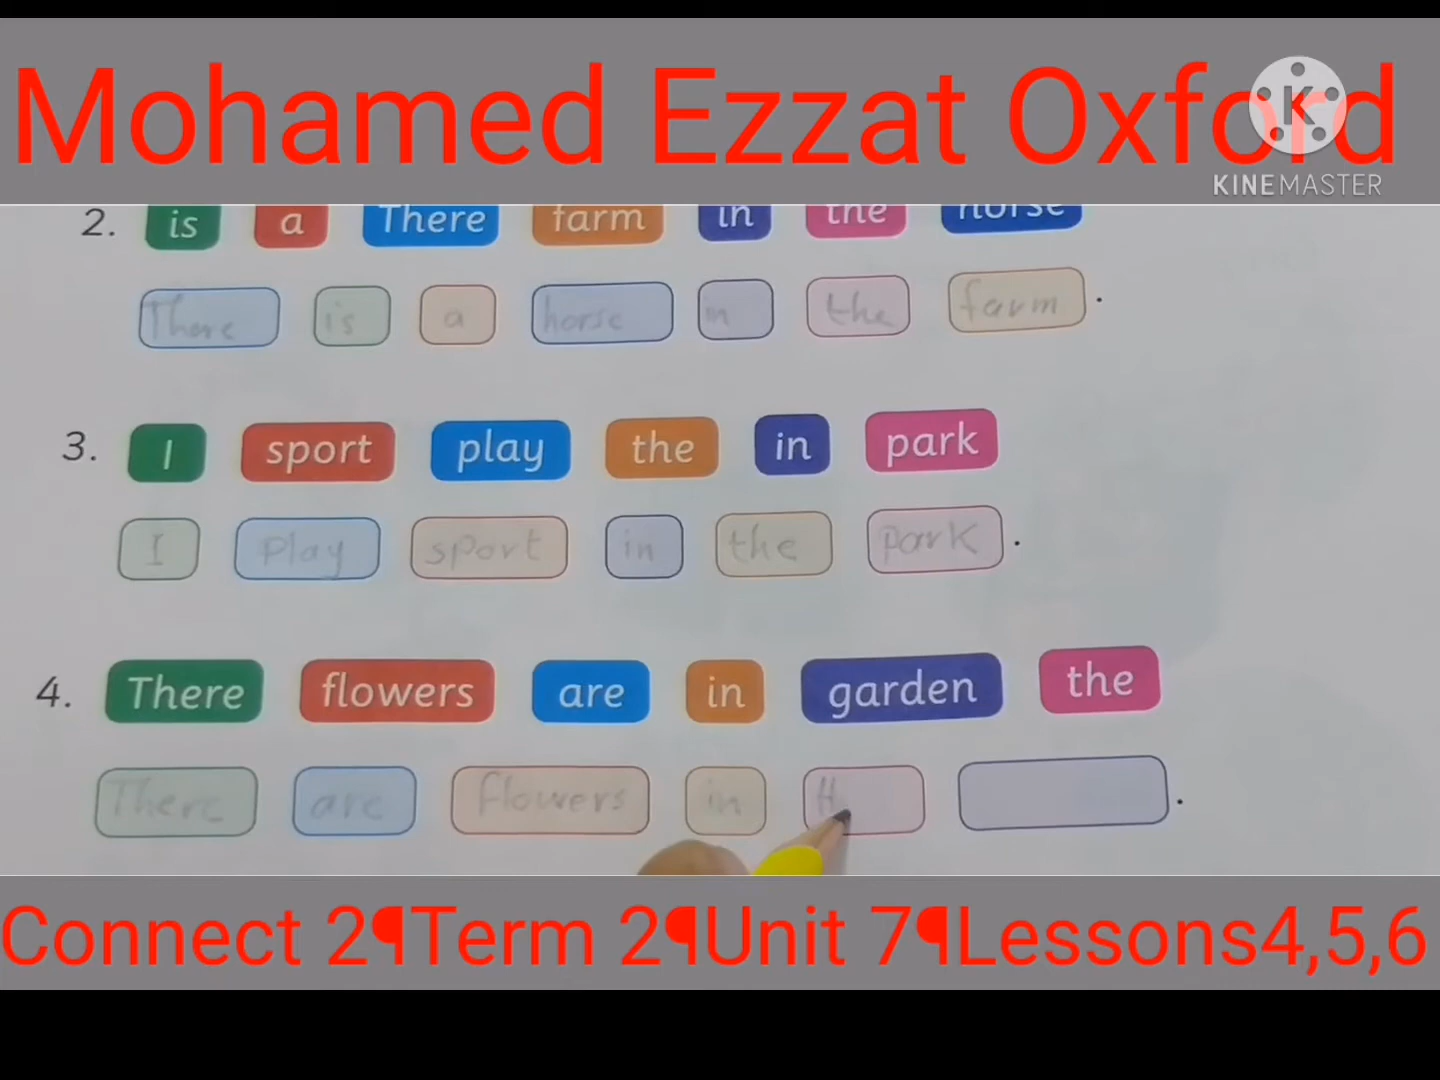 Mohamed Ezzat Oxford
KINEMASTER
2. is a There farm in the horse
There is a horse in the farm .
3. I sport play the in park
I play sport in the park .
4. There flowers are in garden the
There are flowers in
Connect 2¶Term 2¶Unit 7¶Lessons4,5,6